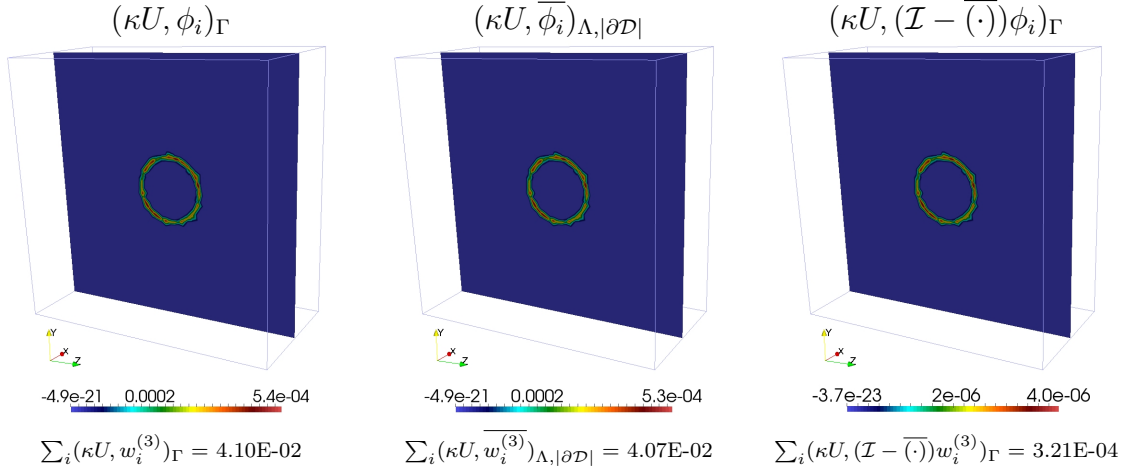 (κU, ϕ_i)_Γ
(κU, \overline{ϕ_i})_{Λ,|∂𝒟|}
(κU, (ℐ − \overline{(·)})ϕ_i)_Γ
Y X Z
Y X Z
Y X Z
-4.9e-21 0.0002 5.4e-04
-4.9e-21 0.0002 5.3e-04
-3.7e-23 2e-06 4.0e-06
∑_i(κU, w_i^{(3)})_Γ = 4.10E-02
∑_i(κU, \overline{w_i^{(3)}})_{Λ,|∂𝒟|} = 4.07E-02
∑_i(κU, (ℐ − \overline{(·)})w_i^{(3)})_Γ = 3.21E-04